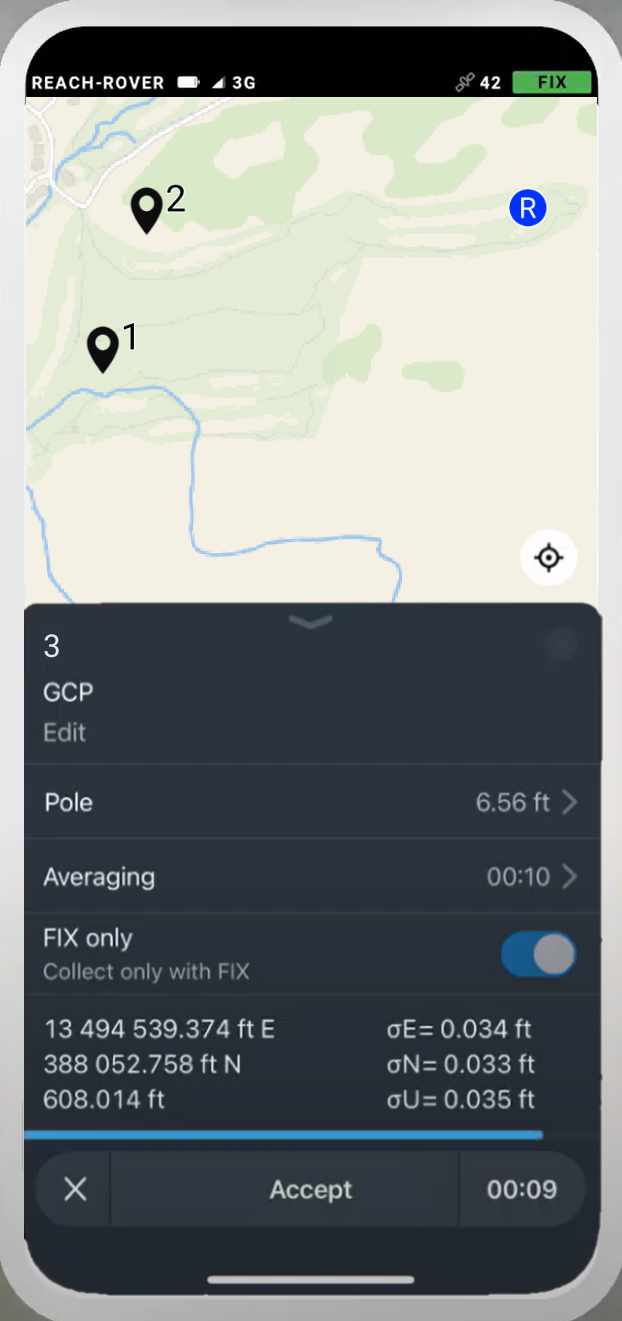 REACH-ROVER 3G 42 FIX
2
R
1
3
GCP
Edit
Pole 6.56 ft
Averaging 00:10
FIX only
Collect only with FIX
13 494 539.374 ft E σE= 0.034 ft
388 052.758 ft N σN= 0.033 ft
608.014 ft σU= 0.035 ft
Accept 00:09